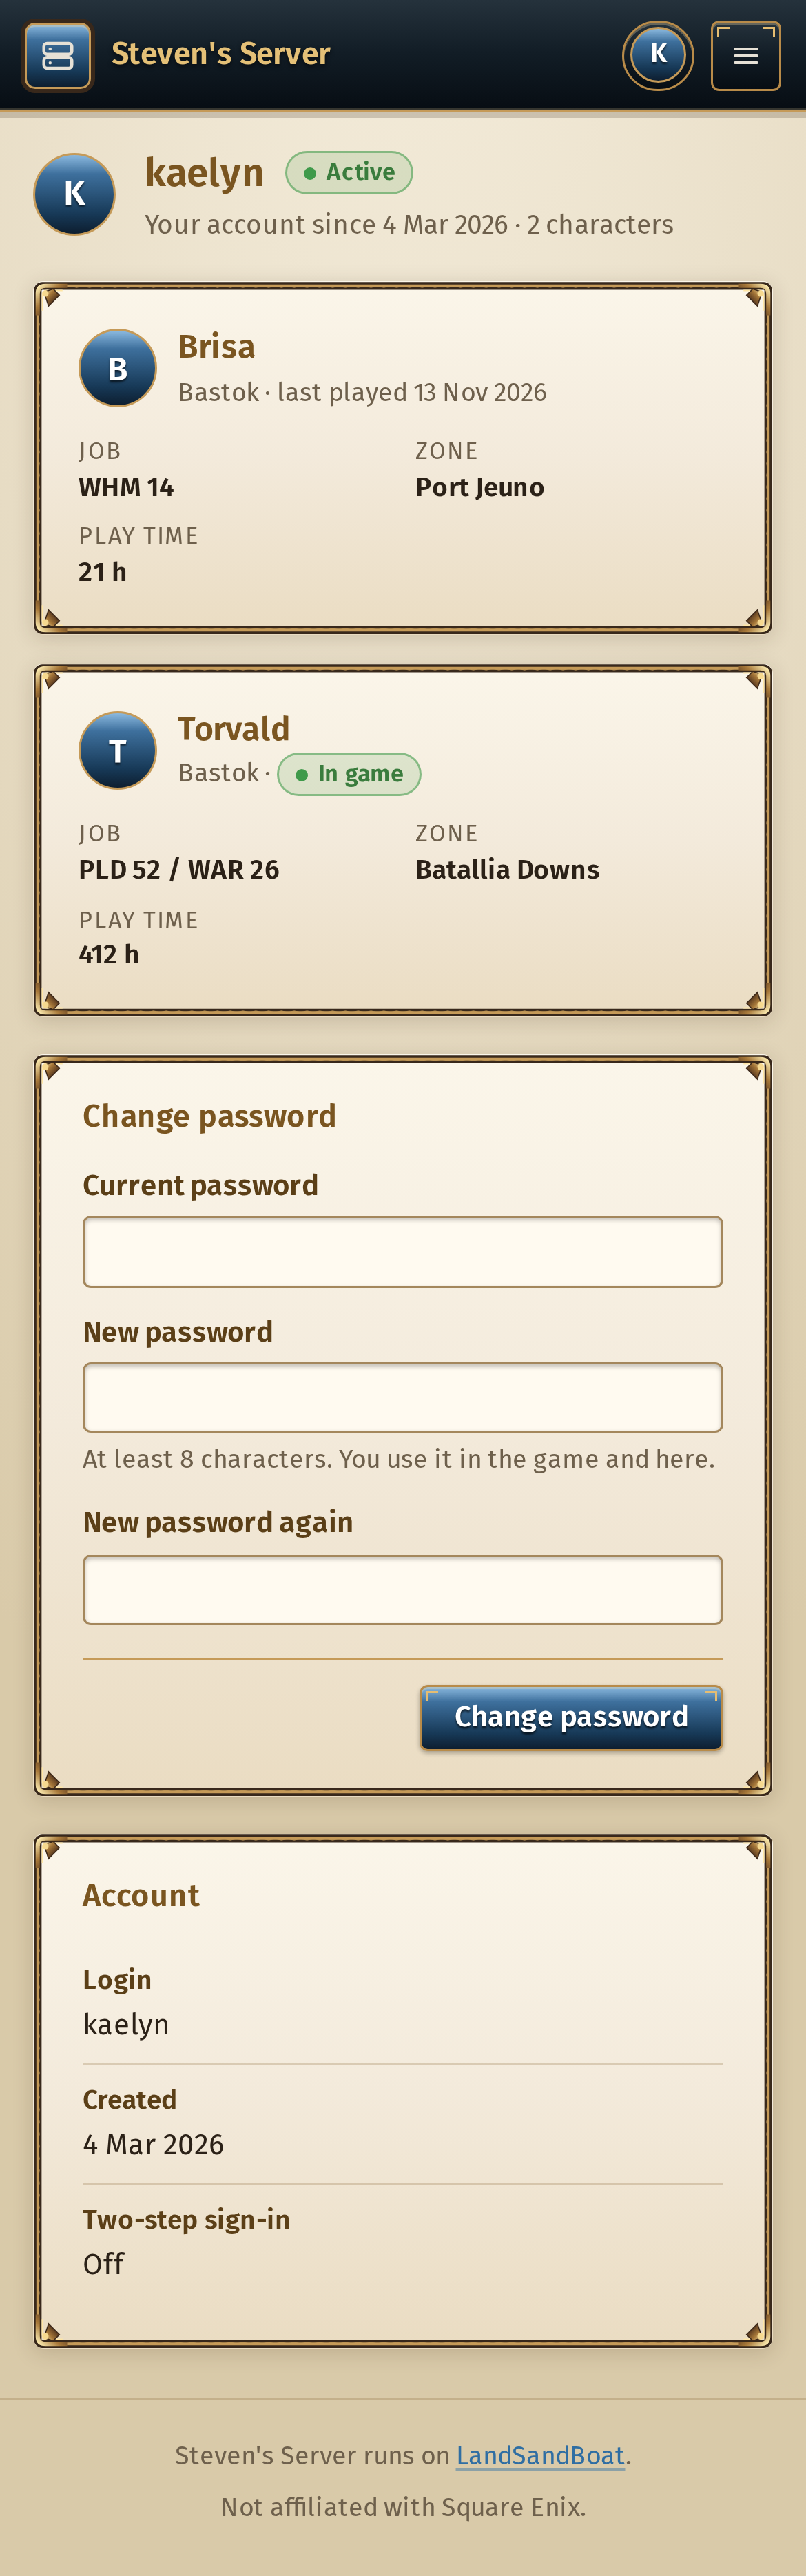 Steven's Server
K
K
kaelyn
Active
Your account since 4 Mar 2026 · 2 characters
B
Brisa
Bastok · last played 13 Nov 2026
JOB
ZONE
WHM 14
Port Jeuno
PLAY TIME
21 h
T
Torvald
Bastok · In game
JOB
ZONE
PLD 52 / WAR 26
Batallia Downs
PLAY TIME
412 h
Change password
Current password
New password
At least 8 characters. You use it in the game and here.
New password again
Change password
Account
Login
kaelyn
Created
4 Mar 2026
Two-step sign-in
Off
Steven's Server runs on LandSandBoat.
Not affiliated with Square Enix.